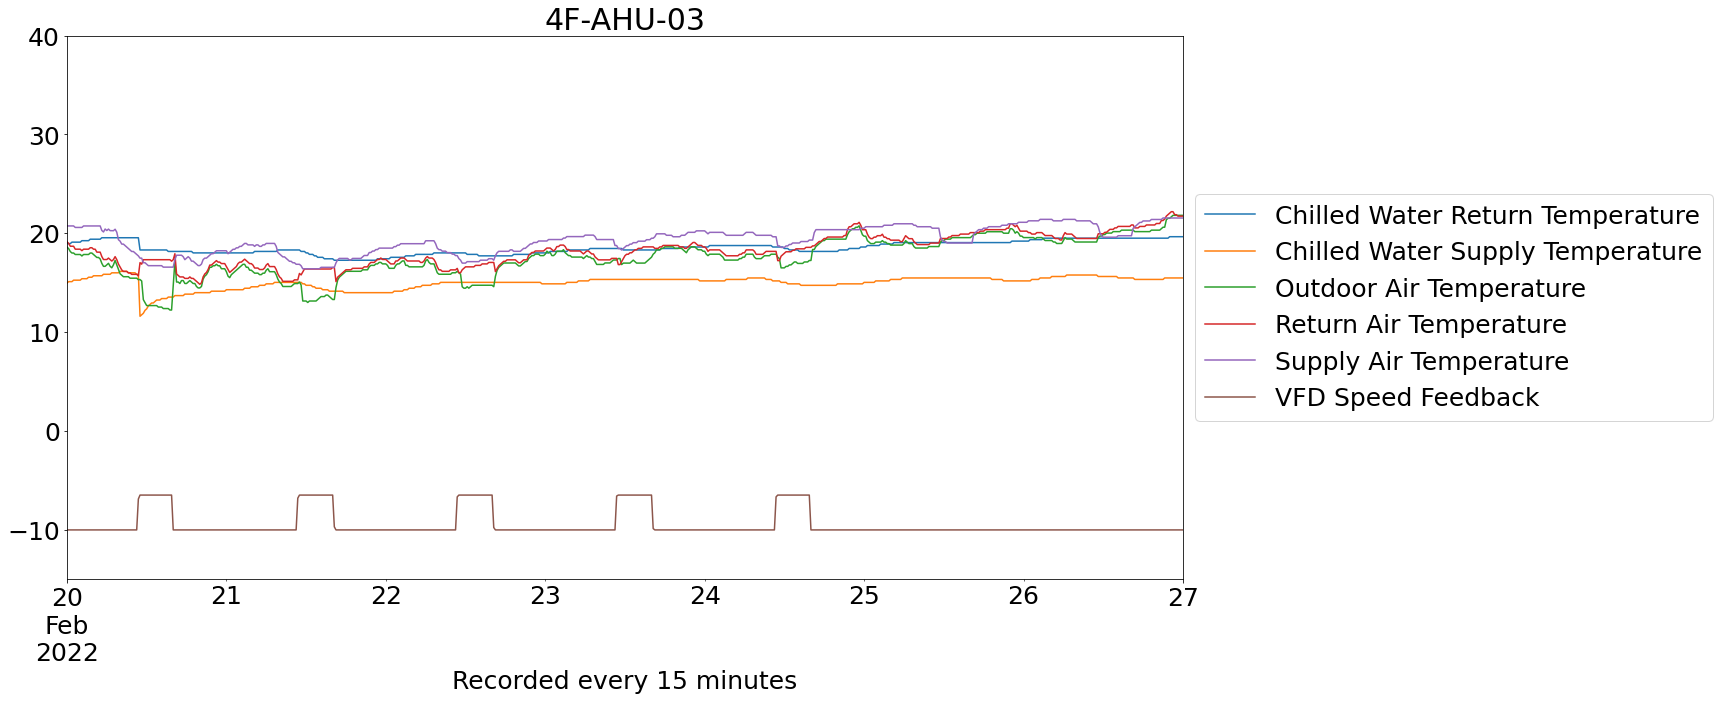 4F-AHU-03
40
30
20
10
0
−10
20
Feb
2022
21
22
23
24
25
26
27
Recorded every 15 minutes
Chilled Water Return Temperature
Chilled Water Supply Temperature
Outdoor Air Temperature
Return Air Temperature
Supply Air Temperature
VFD Speed Feedback